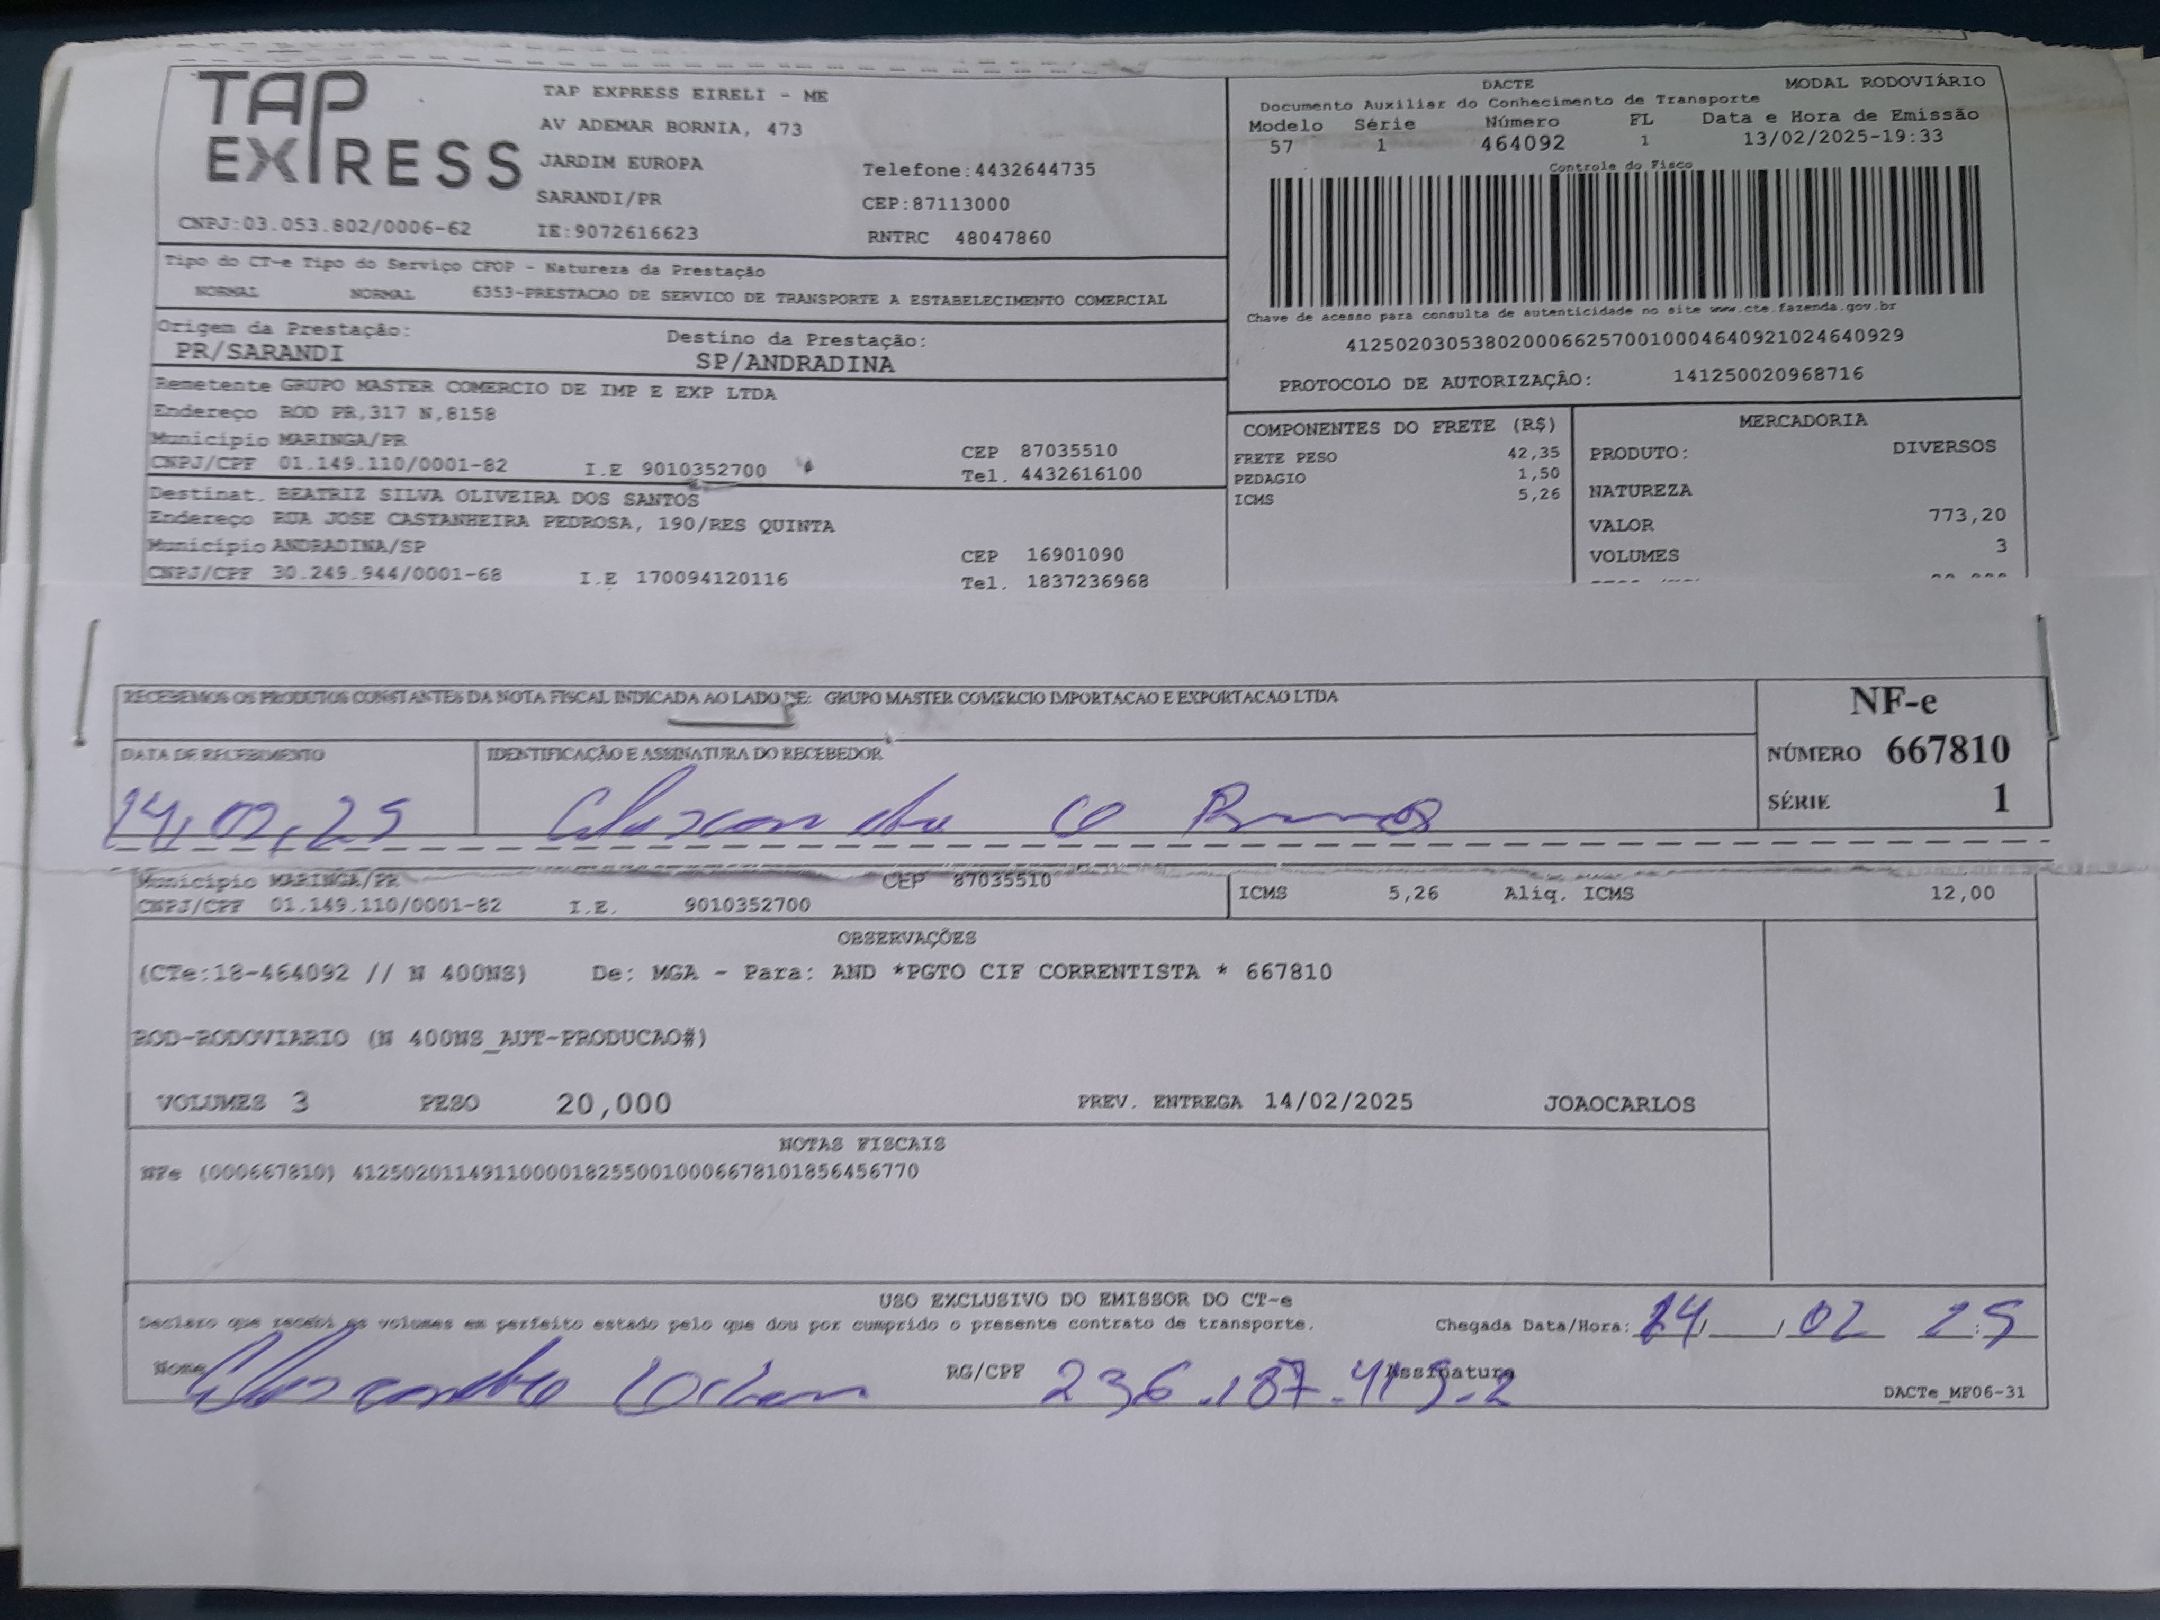 TAP EXPRESS
TAP EXPRESS EIRELI - ME
AV ADEMAR BORNIA, 473
JARDIM EUROPA Telefone:4432644735
SARANDI/PR CEP:87113000
CNPJ:03.053.802/0006-62 IE:9072616623 RNTRC 48047860
DACTE MODAL RODOVIÁRIO
Documento Auxiliar do Conhecimento de Transporte
Modelo Série Número FL Data e Hora de Emissão
57 1 464092 1 13/02/2025-19:33
Controle do Fisco
Chave de acesso para consulta de autenticidade no site www.cte.fazenda.gov.br
41250203053802000662570010004640921024640929
PROTOCOLO DE AUTORIZAÇÃO: 141250020968716
Tipo do CT-e Tipo do Serviço CFOP - Natureza da Prestação
NORMAL NORMAL 6353-PRESTACAO DE SERVICO DE TRANSPORTE A ESTABELECIMENTO COMERCIAL
Origem da Prestação: Destino da Prestação:
PR/SARANDI SP/ANDRADINA
Remetente GRUPO MASTER COMERCIO DE IMP E EXP LTDA
Endereço ROD PR,317 N,8158
Município MARINGA/PR CEP 87035510
CNPJ/CPF 01.149.110/0001-82 I.E 9010352700 Tel. 4432616100
Destinat. BEATRIZ SILVA OLIVEIRA DOS SANTOS
Endereço RUA JOSE CASTANHEIRA PEDROSA, 190/RES QUINTA
Município ANDRADINA/SP CEP 16901090
CNPJ/CPF 30.249.944/0001-68 I.E 170094120116 Tel. 1837236968
COMPONENTES DO FRETE (R$)
FRETE PESO 42,35
PEDAGIO 1,50
ICMS 5,26
MERCADORIA
PRODUTO: DIVERSOS
NATUREZA
VALOR 773,20
VOLUMES 3
RECEBEMOS OS PRODUTOS CONSTANTES DA NOTA FISCAL INDICADA AO LADO DE: GRUPO MASTER COMERCIO IMPORTACAO E EXPORTACAO LTDA
NF-e
NÚMERO 667810
SÉRIE 1
DATA DE RECEBIMENTO IDENTIFICAÇÃO E ASSINATURA DO RECEBEDOR
14,02,25
Município MARINGA/PR CEP 87035510
CNPJ/CPF 01.149.110/0001-82 I.E. 9010352700
ICMS 5,26 Aliq. ICMS 12,00
OBSERVAÇÕES
(CTe:18-464092 // N 400NS) De: MGA - Para: AND *PGTO CIF CORRENTISTA * 667810
ROD-RODOVIARIO (N 400NS_AUT-PRODUCAO#)
VOLUMES 3 PESO 20,000 PREV. ENTREGA 14/02/2025 JOAOCARLOS
NOTAS FISCAIS
NFe (000667810) 41250201149110000182550010006678101856456770
USO EXCLUSIVO DO EMISSOR DO CT-e
Declaro que recebi os volumes em perfeito estado pelo que dou por cumprido o presente contrato de transporte. Chegada Data/Hora: 14/ 02 25
Nome RG/CPF Assinatura
DACTe_MF06-31